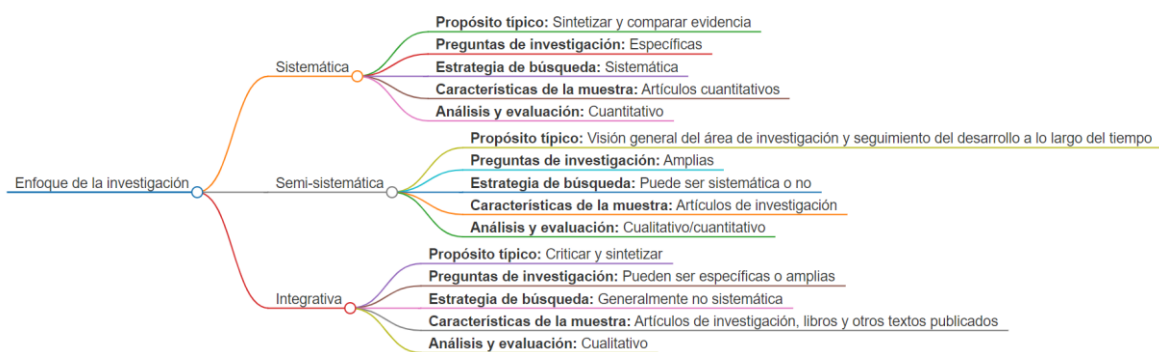 Enfoque de la investigación
Sistemática
Propósito típico: Sintetizar y comparar evidencia
Preguntas de investigación: Específicas
Estrategia de búsqueda: Sistemática
Características de la muestra: Artículos cuantitativos
Análisis y evaluación: Cuantitativo
Semi-sistemática
Propósito típico: Visión general del área de investigación y seguimiento del desarrollo a lo largo del tiempo
Preguntas de investigación: Amplias
Estrategia de búsqueda: Puede ser sistemática o no
Características de la muestra: Artículos de investigación
Análisis y evaluación: Cualitativo/cuantitativo
Integrativa
Propósito típico: Criticar y sintetizar
Preguntas de investigación: Pueden ser específicas o amplias
Estrategia de búsqueda: Generalmente no sistemática
Características de la muestra: Artículos de investigación, libros y otros textos publicados
Análisis y evaluación: Cualitativo